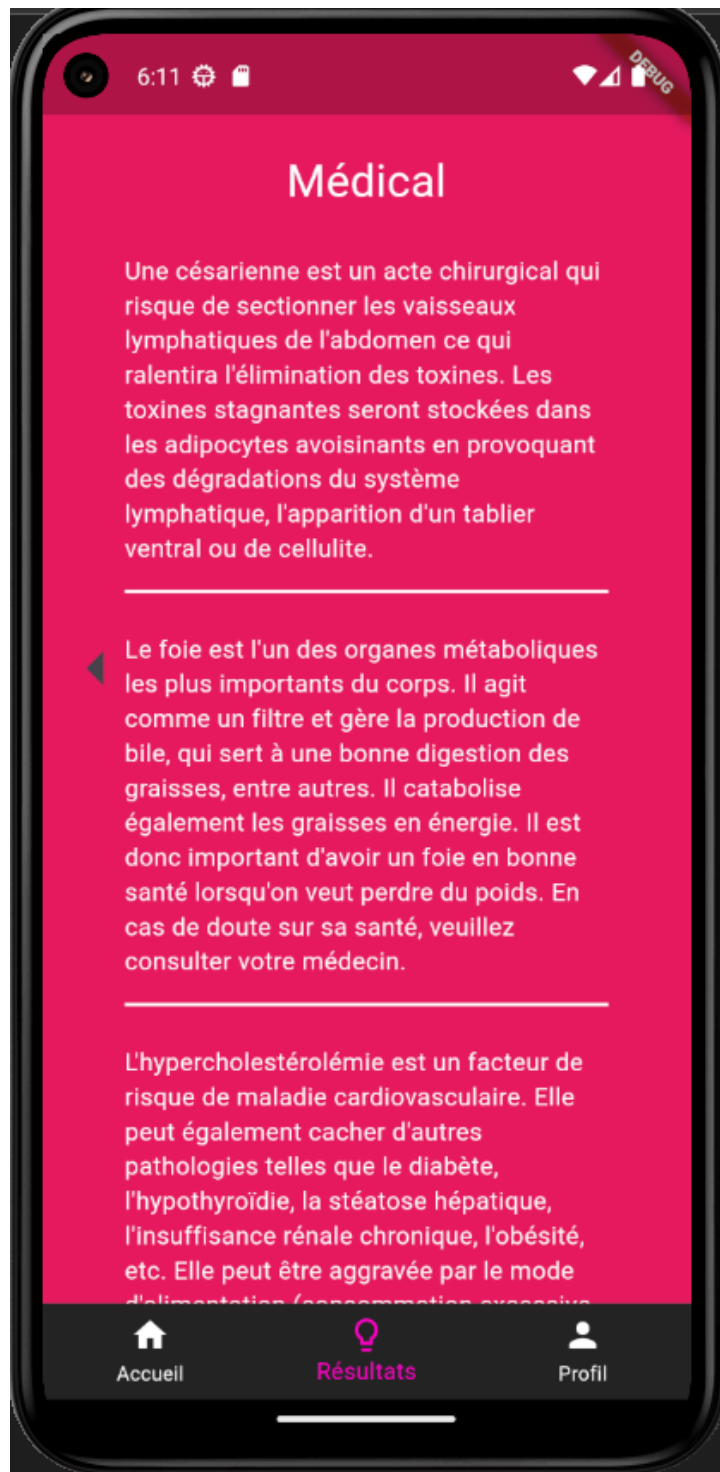 6:11
DEBUG
Médical
Une césarienne est un acte chirurgical qui
risque de sectionner les vaisseaux
lymphatiques de l'abdomen ce qui
ralentira l'élimination des toxines. Les
toxines stagnantes seront stockées dans
les adipocytes avoisinants en provoquant
des dégradations du système
lymphatique, l'apparition d'un tablier
ventral ou de cellulite.
Le foie est l'un des organes métaboliques
les plus importants du corps. Il agit
comme un filtre et gère la production de
bile, qui sert à une bonne digestion des
graisses, entre autres. Il catabolise
également les graisses en énergie. Il est
donc important d'avoir un foie en bonne
santé lorsqu'on veut perdre du poids. En
cas de doute sur sa santé, veuillez
consulter votre médecin.
L'hypercholestérolémie est un facteur de
risque de maladie cardiovasculaire. Elle
peut également cacher d'autres
pathologies telles que le diabète,
l'hypothyroïdie, la stéatose hépatique,
l'insuffisance rénale chronique, l'obésité,
etc. Elle peut être aggravée par le mode
d'alimentation (consommation excessive
Accueil
Résultats
Profil